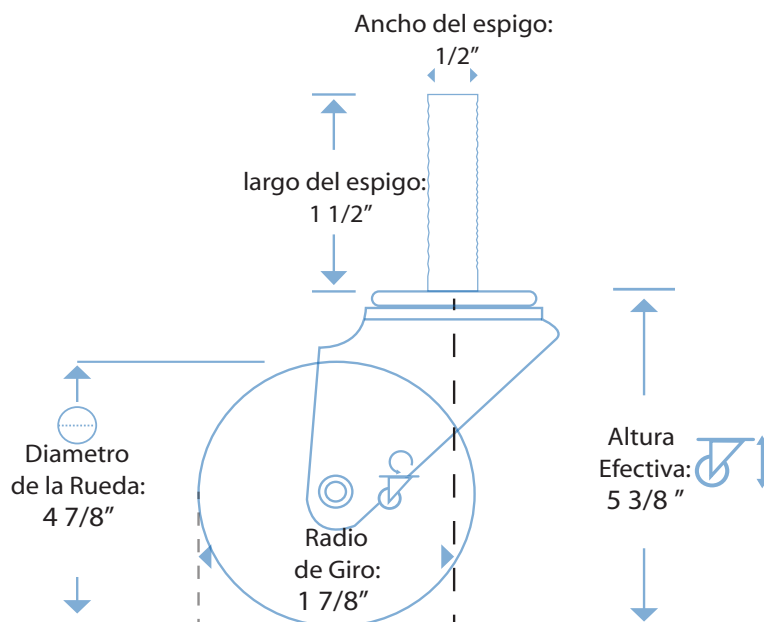 Ancho del espigo:
1/2”
largo del espigo:
1 1/2”
Diametro
de la Rueda:
4 7/8”
Altura
Efectiva:
5 3/8 ”
Radio
de Giro:
1 7/8”